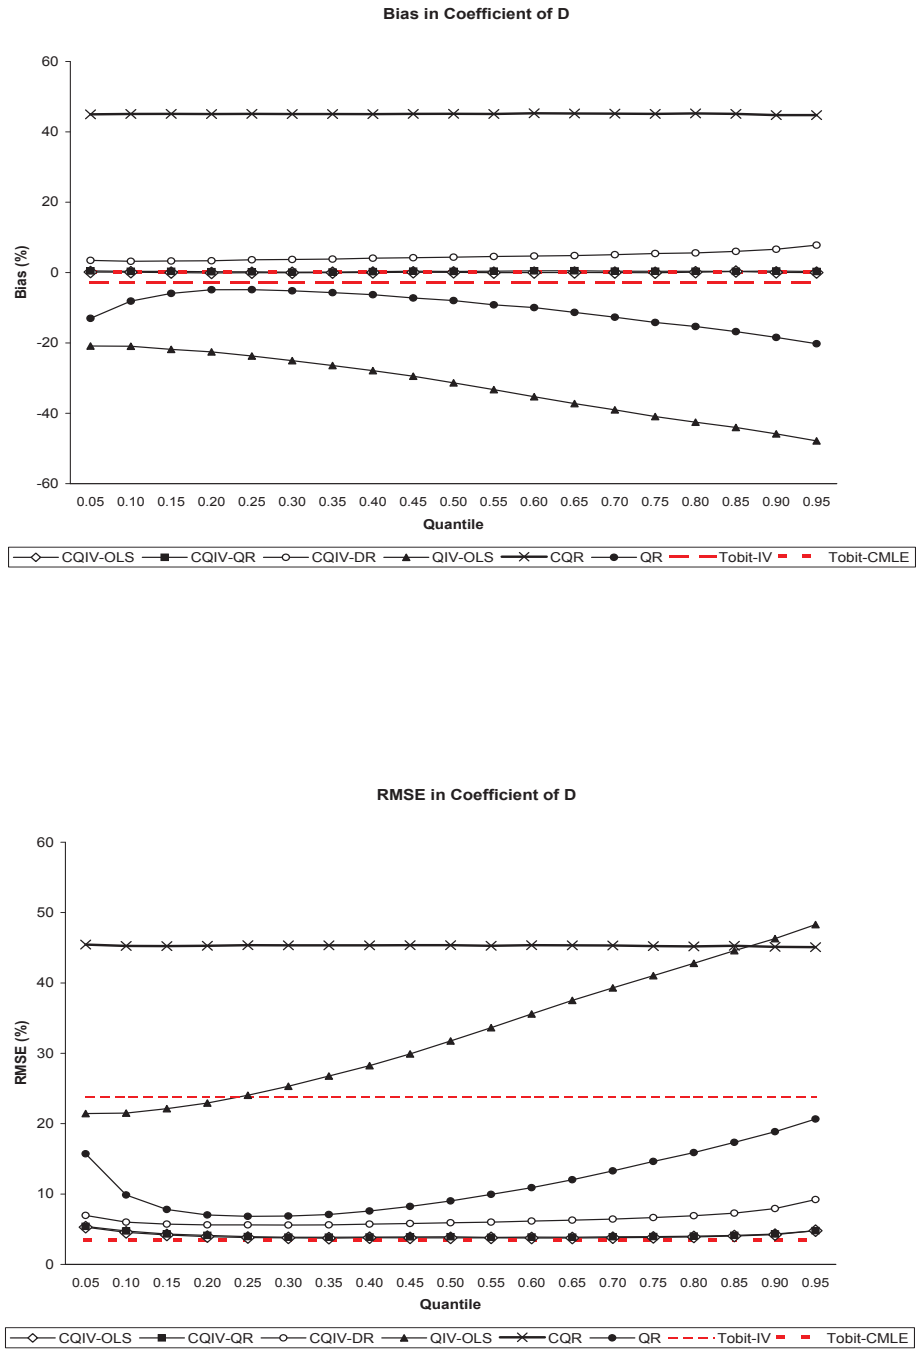 Bias in Coefficient of D
60
40
20
0
-20
-40
-60
Bias (%)
0.05 0.10 0.15 0.20 0.25 0.30 0.35 0.40 0.45 0.50 0.55 0.60 0.65 0.70 0.75 0.80 0.85 0.90 0.95
Quantile
CQIV-OLS CQIV-QR CQIV-DR QIV-OLS CQR QR Tobit-IV Tobit-CMLE
RMSE in Coefficient of D
60
50
40
30
20
10
0
RMSE (%)
0.05 0.10 0.15 0.20 0.25 0.30 0.35 0.40 0.45 0.50 0.55 0.60 0.65 0.70 0.75 0.80 0.85 0.90 0.95
Quantile
CQIV-OLS CQIV-QR CQIV-DR QIV-OLS CQR QR Tobit-IV Tobit-CMLE